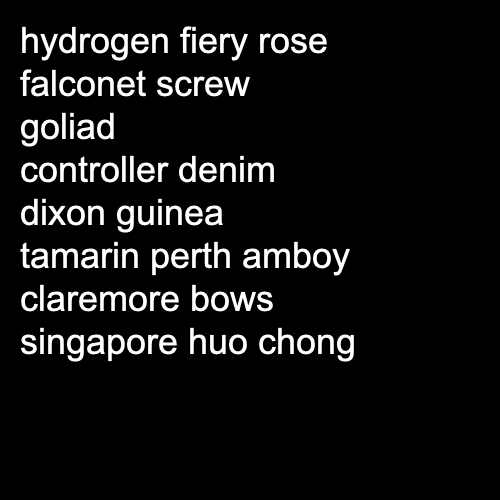 hydrogen fiery rose
falconet screw
goliad
controller denim
dixon guinea
tamarin perth amboy
claremore bows
singapore huo chong